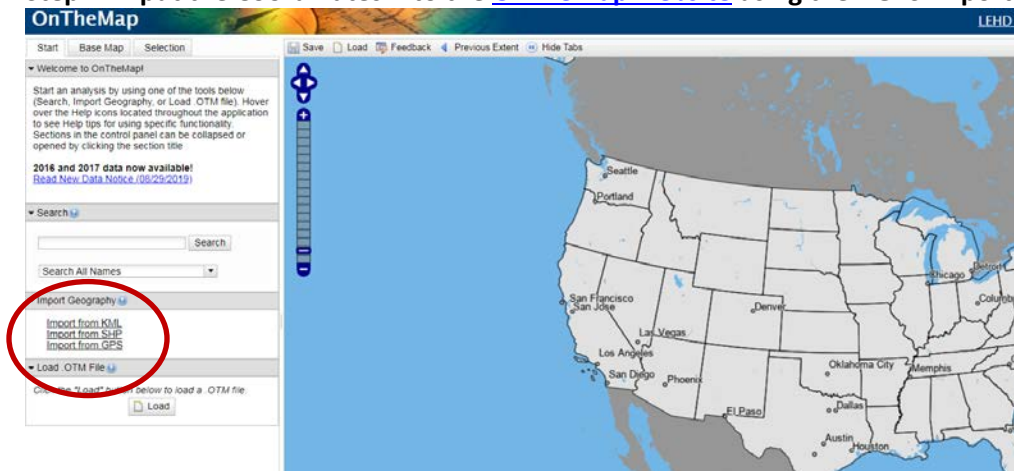 OnTheMap
LEHD
Start Base Map Selection
Save Load Feedback Previous Extent Hide Tabs
Welcome to OnTheMap!
Start an analysis by using one of the tools below
(Search, Import Geography, or Load .OTM file). Hover
over the Help icons located throughout the application
to see Help tips for using specific functionality.
Sections in the control panel can be collapsed or
opened by clicking the section title
2016 and 2017 data now available!
Read New Data Notice (08/29/2019)
Search
Search
Search All Names
Import Geography
Import from KML
Import from SHP
Import from GPS
Load .OTM File
Click the "Load" button below to load a .OTM file.
Load
Seattle
Portland
San Francisco
San Jose
Las Vegas
Los Angeles
San Diego
Phoenix
Denver
El Paso
Oklahoma City
Dallas
Austin
Houston
Memphis
Chicago
Detroit